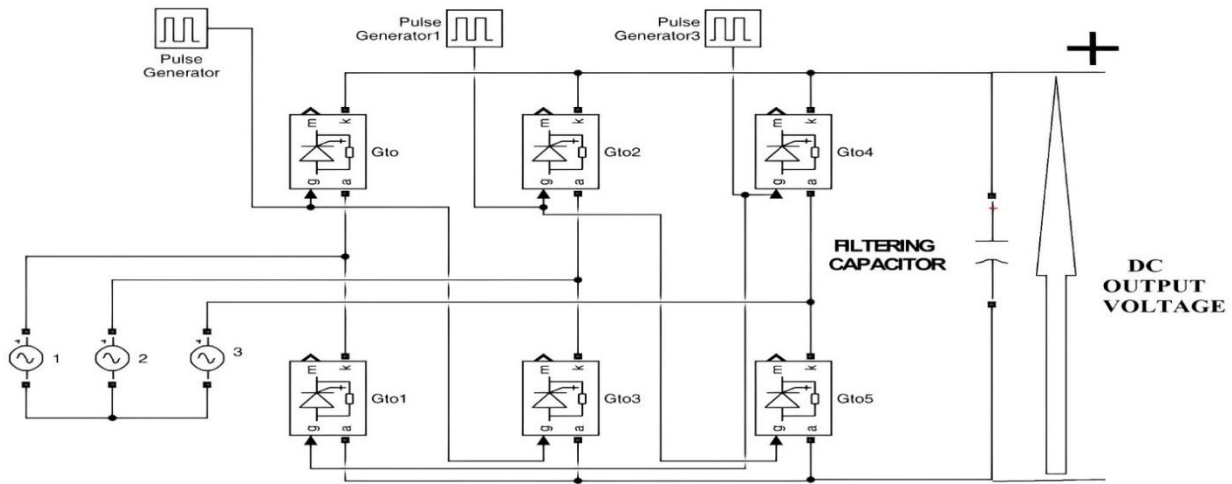 Pulse
Generator
Pulse
Generator1
Pulse
Generator3
+
m
k
g
a
Gto
m
k
g
a
Gto2
m
k
g
a
Gto4
FILTERING
CAPACITOR
+
DC
OUTPUT
VOLTAGE
1
2
3
m
k
g
a
Gto1
m
k
g
a
Gto3
m
k
g
a
Gto5